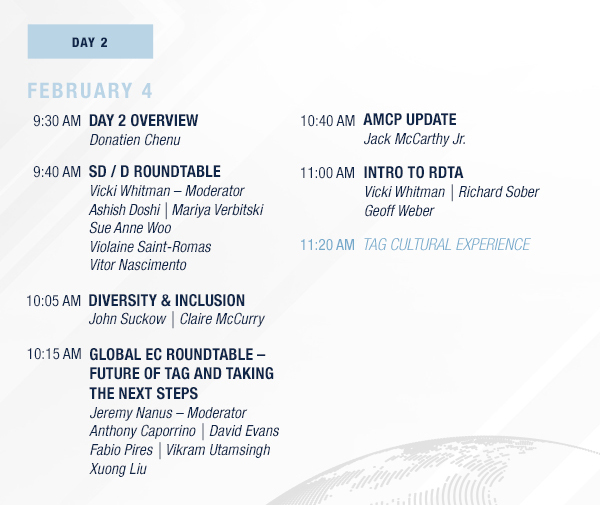 DAY 2
FEBRUARY 4
9:30 AM DAY 2 OVERVIEW
Donatien Chenu
9:40 AM SD / D ROUNDTABLE
Vicki Whitman – Moderator
Ashish Doshi | Mariya Verbitski
Sue Anne Woo
Violaine Saint-Romas
Vitor Nascimento
10:05 AM DIVERSITY & INCLUSION
John Suckow | Claire McCurry
10:15 AM GLOBAL EC ROUNDTABLE –
FUTURE OF TAG AND TAKING
THE NEXT STEPS
Jeremy Nanus – Moderator
Anthony Caporrino | David Evans
Fabio Pires | Vikram Utamsingh
Xuong Liu
10:40 AM AMCP UPDATE
Jack McCarthy Jr.
11:00 AM INTRO TO RDTA
Vicki Whitman | Richard Sober
Geoff Weber
11:20 AM TAG CULTURAL EXPERIENCE